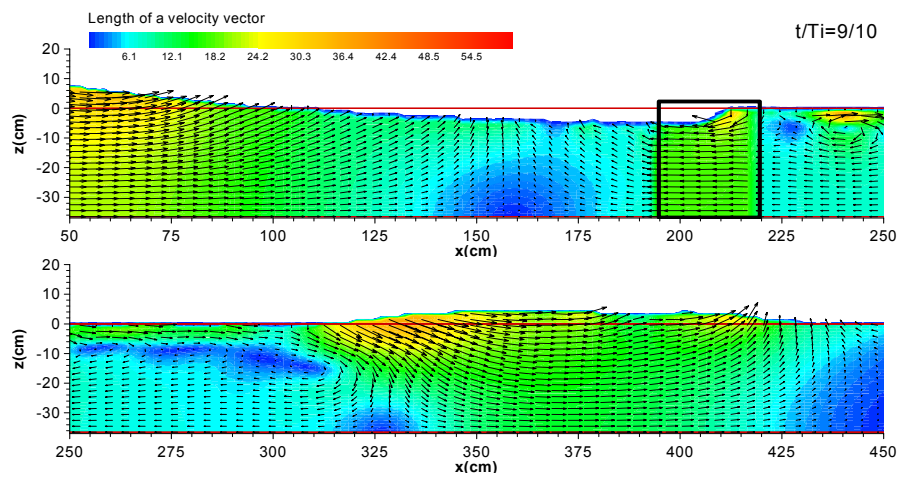 Length of a velocity vector
t/Ti=9/10
6.1 12.1 18.2 24.2 30.3 36.4 42.4 48.5 54.5
20
10
0
-10
-20
-30
z(cm)
50 75 100 125 150 175 200 225 250
x(cm)
20
10
0
-10
-20
-30
z(cm)
250 275 300 325 350 375 400 425 450
x(cm)